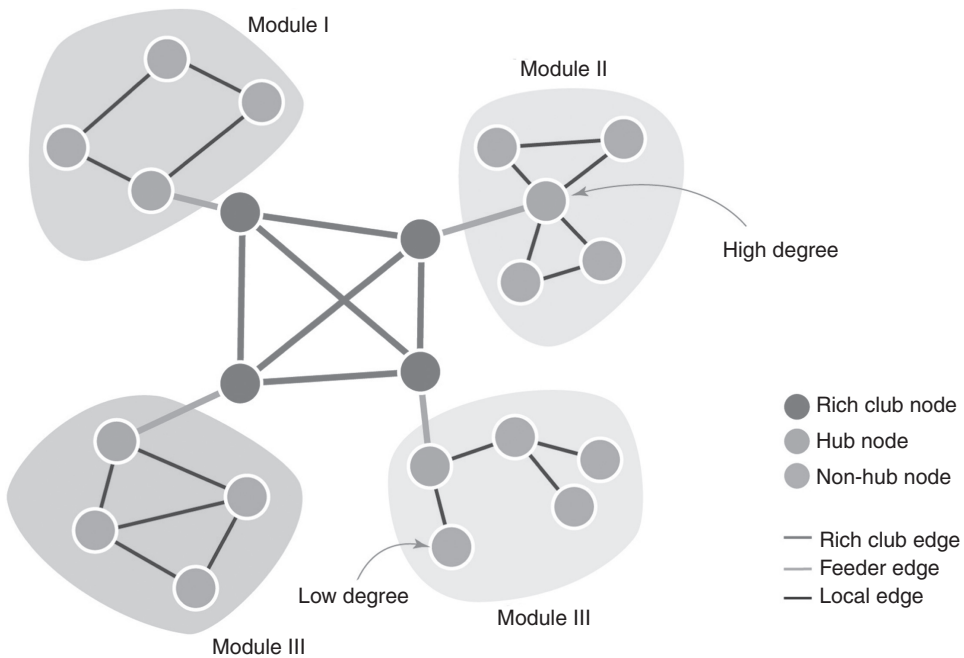 Module I
Module II
High degree
Rich club node
Hub node
Non-hub node
Rich club edge
Feeder edge
Local edge
Low degree
Module III
Module III